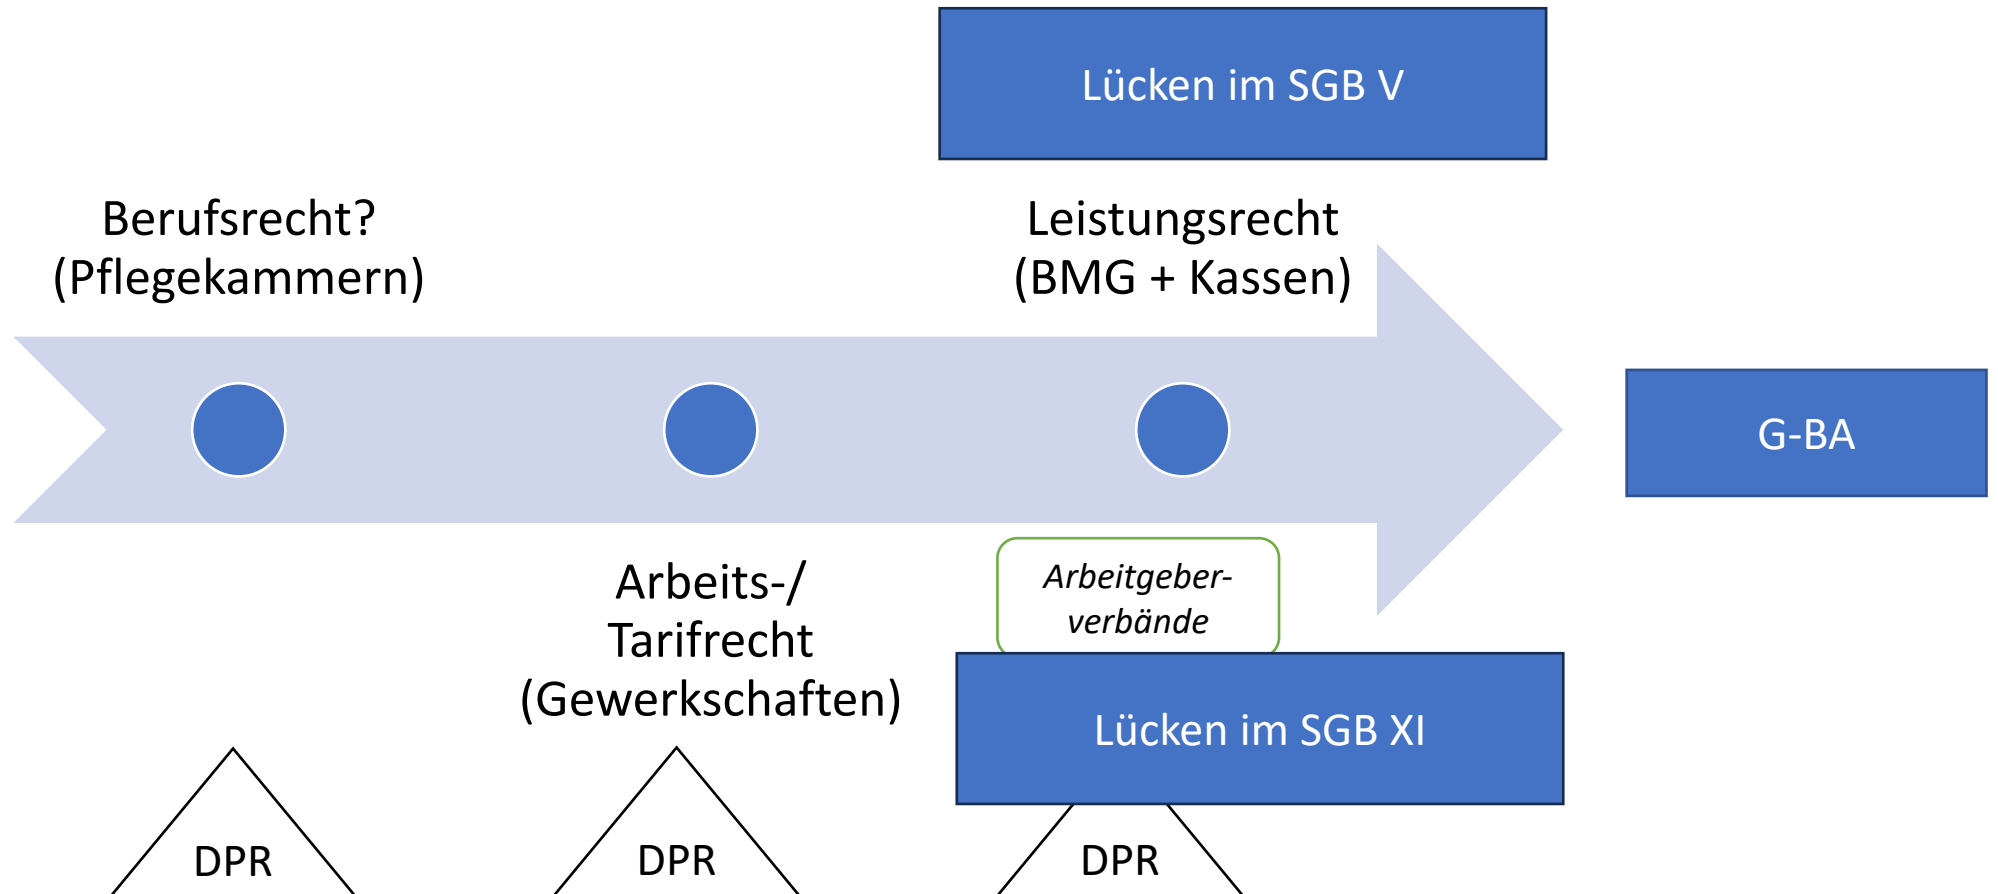 Lücken im SGB V
Berufsrecht?
(Pflegekammern)
Leistungsrecht
(BMG + Kassen)
G-BA
Arbeits-/
Tarifrecht
(Gewerkschaften)
Arbeitgeber-
verbände
Lücken im SGB XI
DPR
DPR
DPR